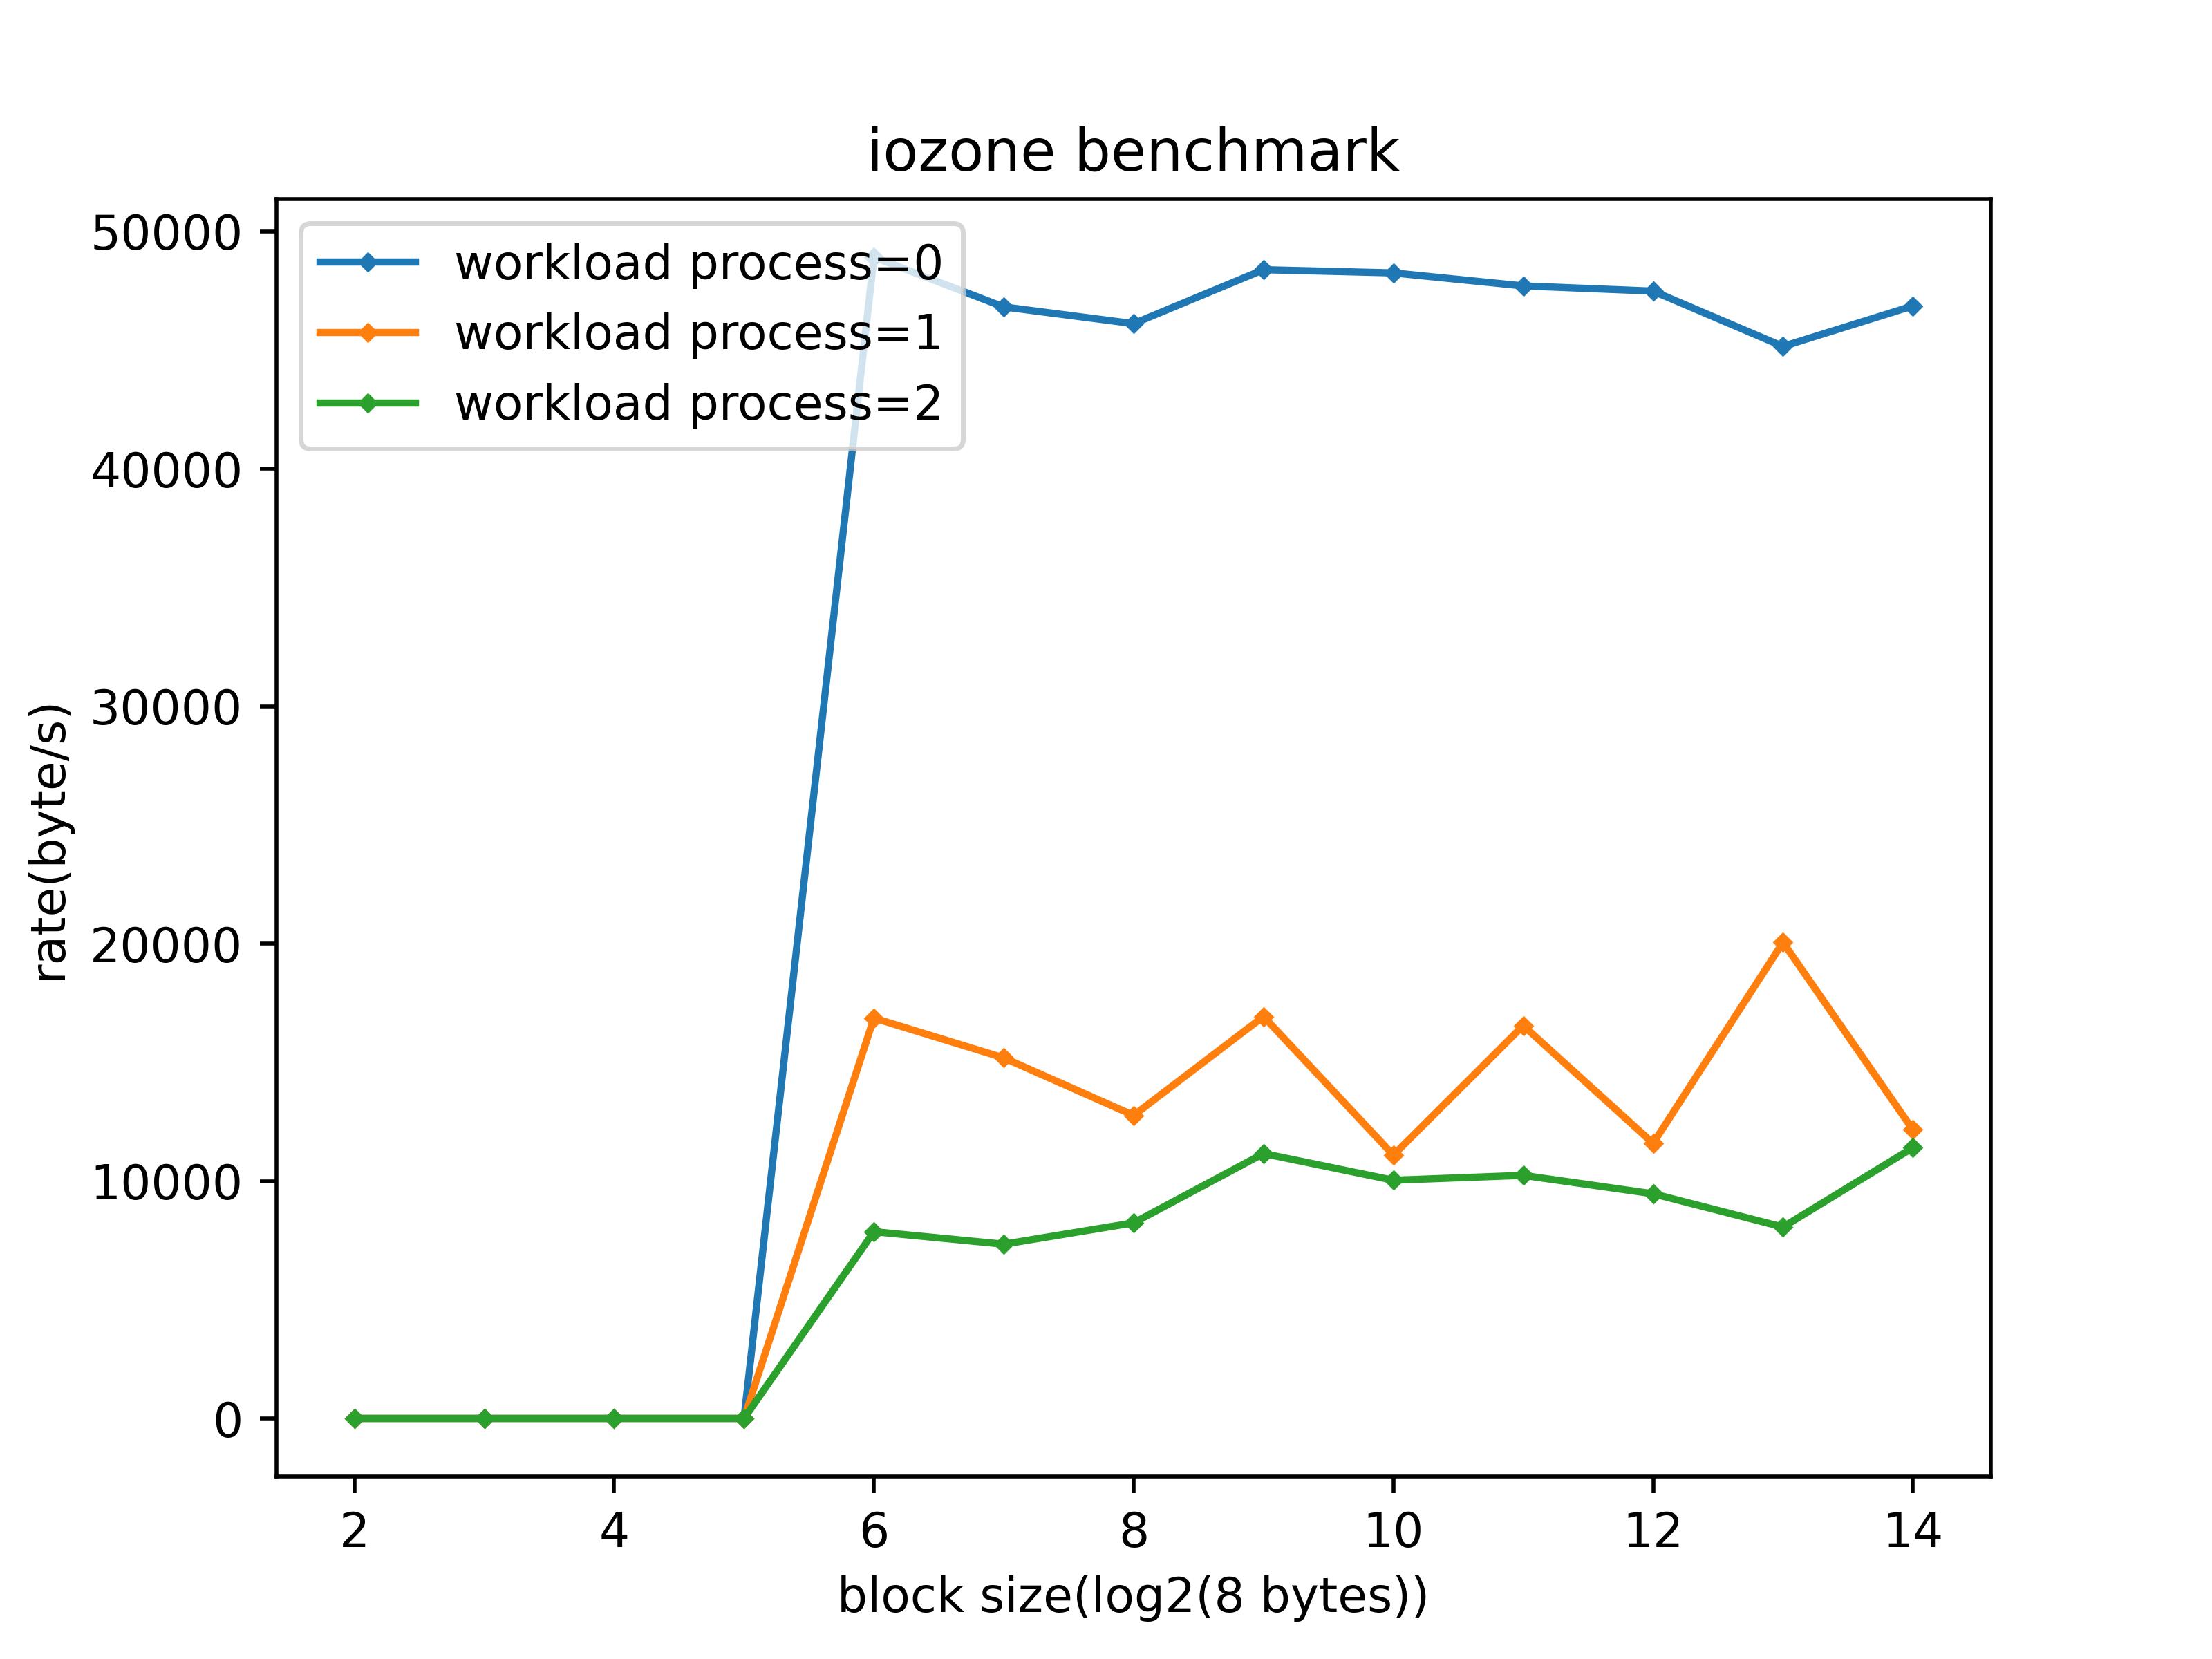 iozone benchmark
workload process=0
workload process=1
workload process=2
50000
40000
30000
20000
10000
0
rate(byte/s)
2 4 6 8 10 12 14
block size(log2(8 bytes))